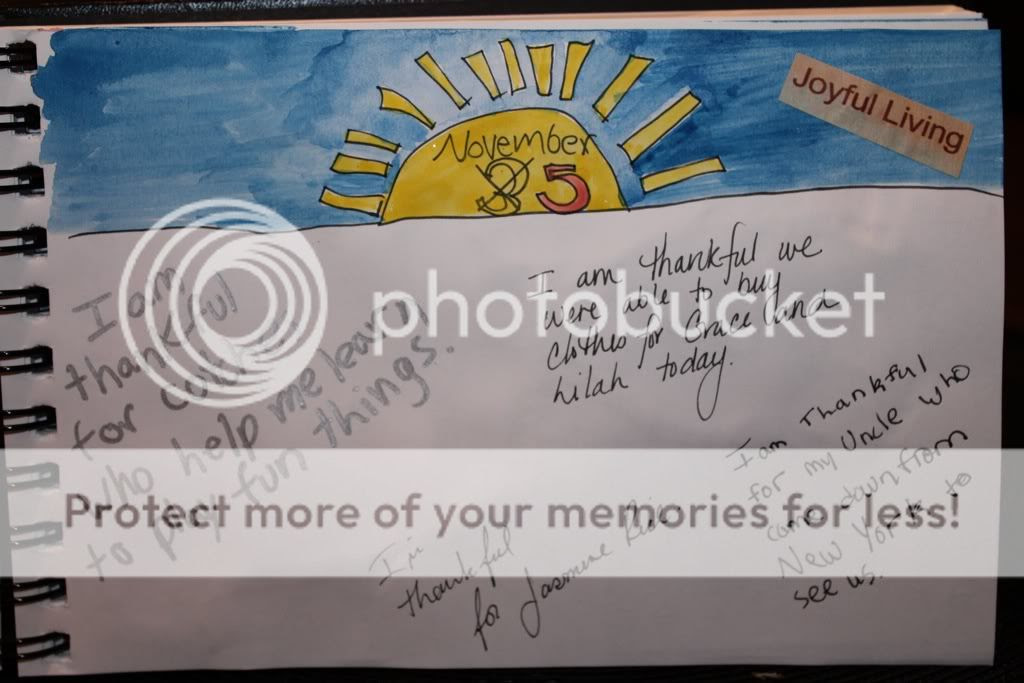 November
8 5
Joyful Living
I am
thankful
for
who help me learn
to play fun things.
I am thankful we
were able to buy
clothes for Grace and
Lilah today.
I'm
thankful
for Jasmine
I am Thankful
for my Uncle who
came down from
New York to
see us.
photobucket
Protect more of your memories for less!